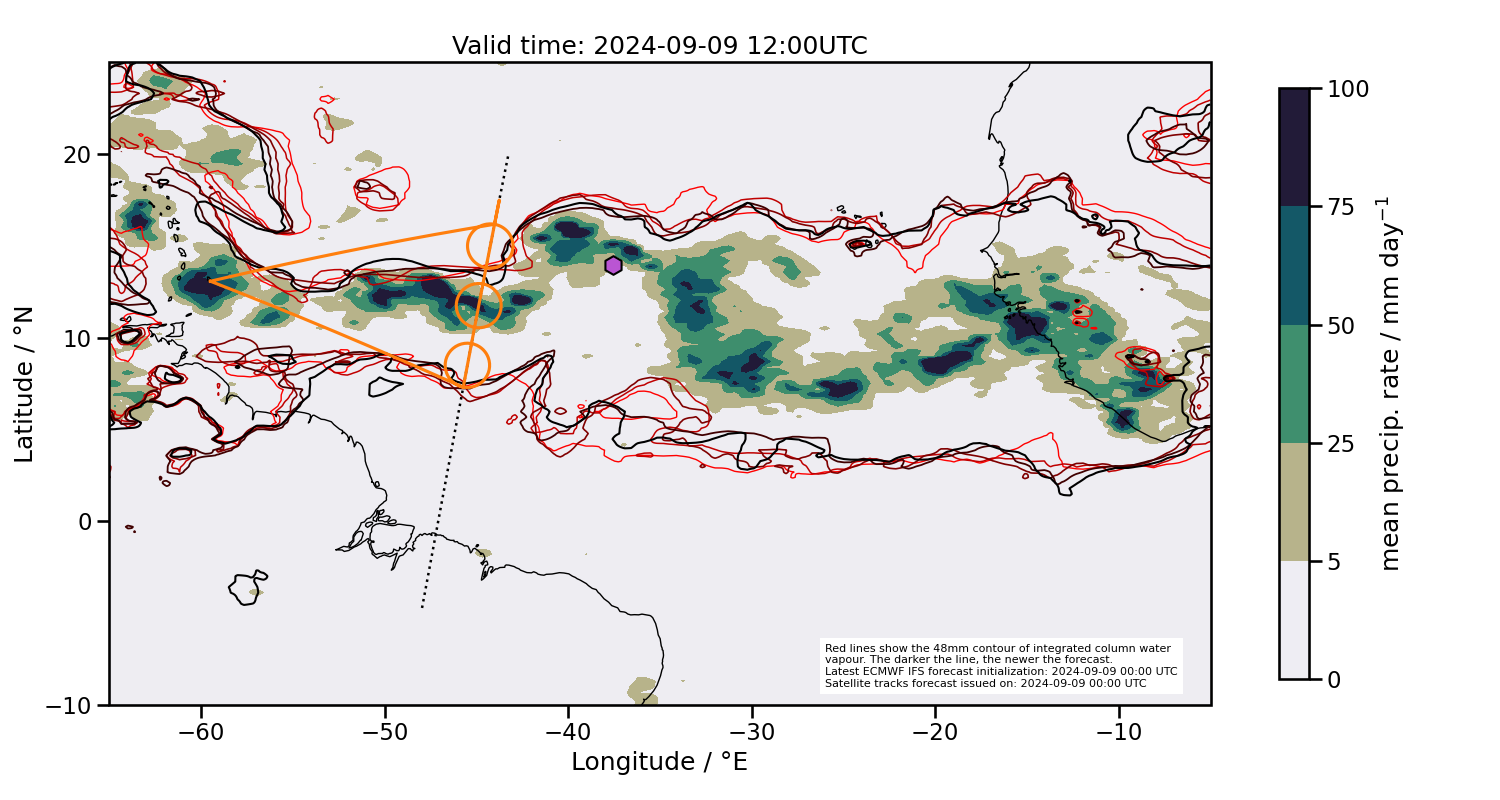 Valid time: 2024-09-09 12:00UTC
Latitude / °N
20
10
0
−10
−60
−50
−40
−30
−20
−10
Longitude / °E
Red lines show the 48mm contour of integrated column water
vapour. The darker the line, the newer the forecast.
Latest ECMWF IFS forecast initialization: 2024-09-09 00:00 UTC
Satellite tracks forecast issued on: 2024-09-09 00:00 UTC
100
75
50
25
5
0
mean precip. rate / mm day⁻¹